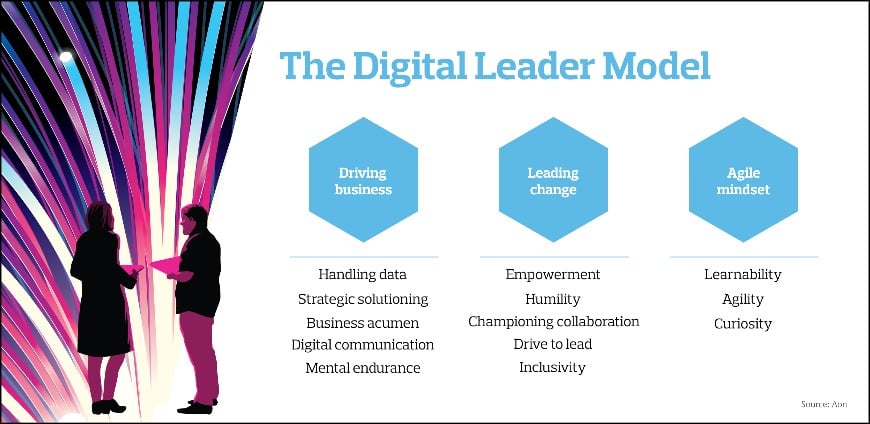 The Digital Leader Model
Driving
business
Leading
change
Agile
mindset
Handling data
Strategic solutioning
Business acumen
Digital communication
Mental endurance
Empowerment
Humility
Championing collaboration
Drive to lead
Inclusivity
Learnability
Agility
Curiosity
Source: Aon